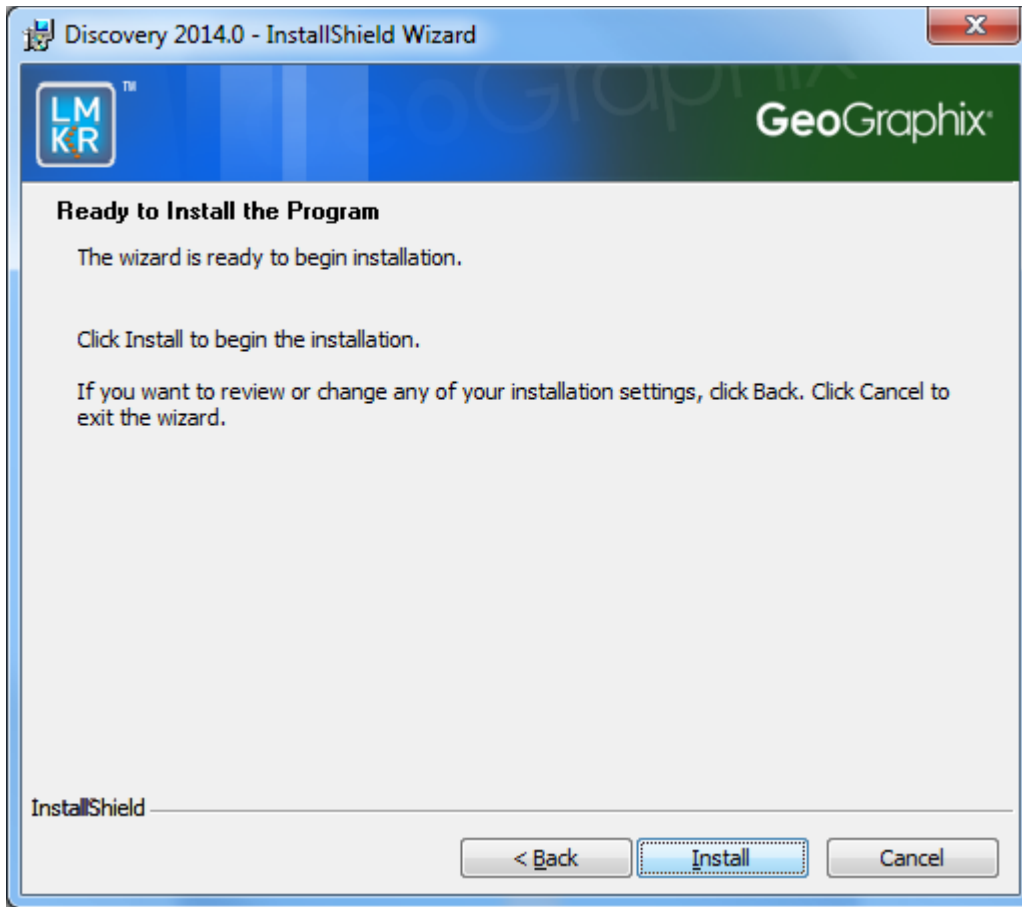 Discovery 2014.0 - InstallShield Wizard
LM
KR
TM
GeoGraphix
GeoGraphix
Ready to Install the Program
The wizard is ready to begin installation.
Click Install to begin the installation.
If you want to review or change any of your installation settings, click Back. Click Cancel to
exit the wizard.
InstallShield
< Back
Install
Cancel